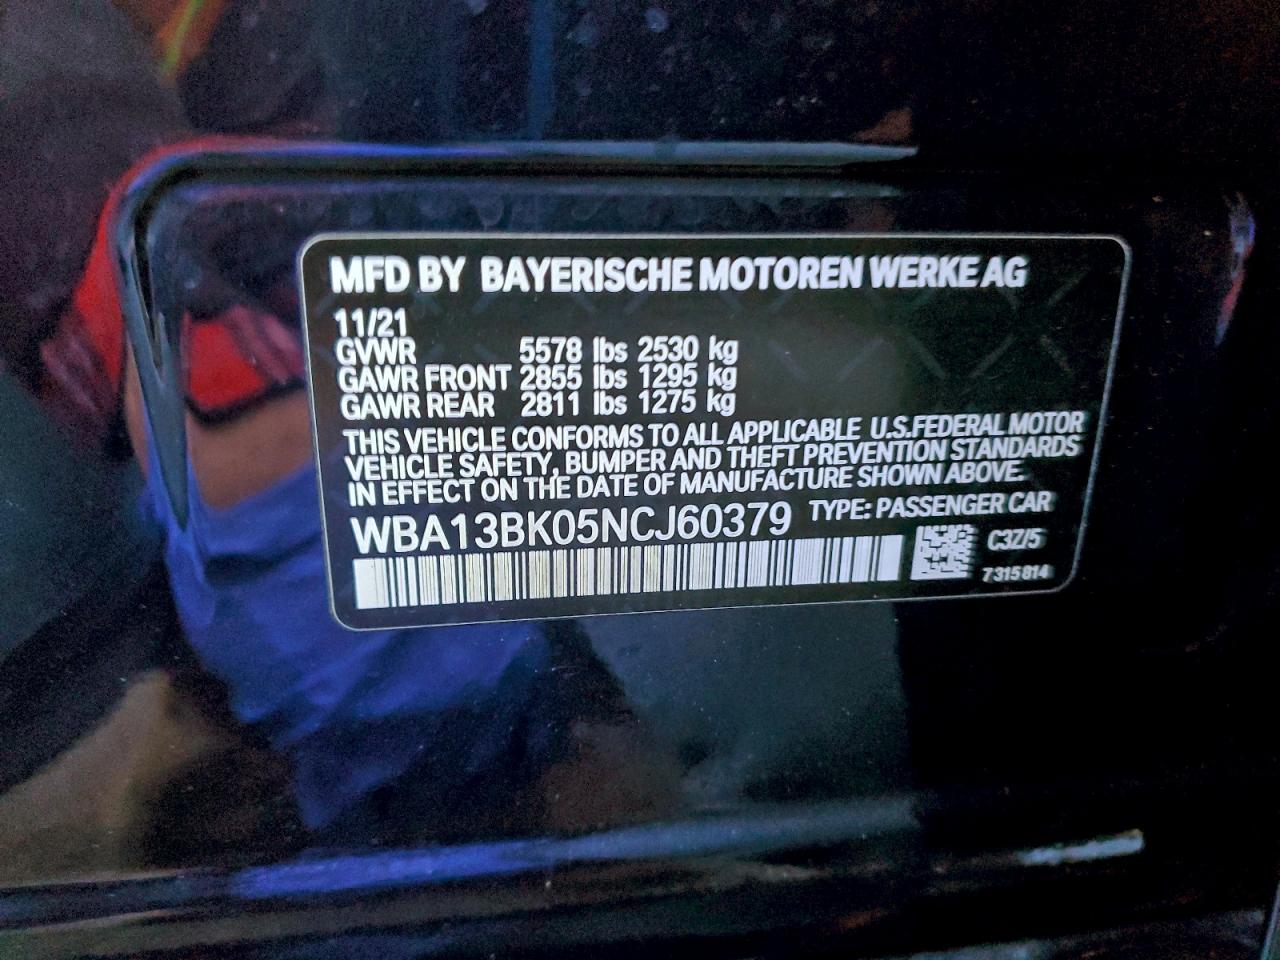 MFD BY BAYERISCHE MOTOREN WERKE AG
11/21
GVWR 5578 lbs 2530 kg
GAWR FRONT 2855 lbs 1295 kg
GAWR REAR 2811 lbs 1275 kg
THIS VEHICLE CONFORMS TO ALL APPLICABLE U.S.FEDERAL MOTOR
VEHICLE SAFETY, BUMPER AND THEFT PREVENTION STANDARDS
IN EFFECT ON THE DATE OF MANUFACTURE SHOWN ABOVE.
WBA13BK05NCJ60379 TYPE: PASSENGER CAR
C3Z/5
7315814